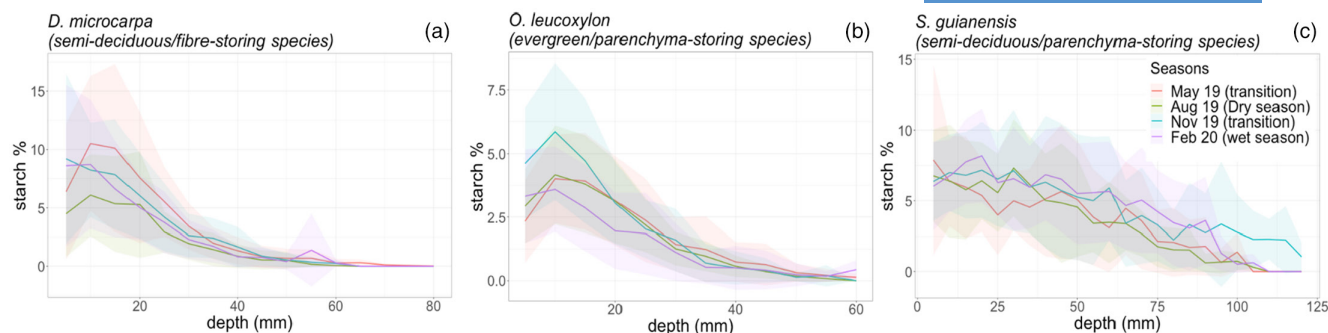 D. microcarpa
(semi-deciduous/fibre-storing species)
(a)
starch %
15
10
5
0
20
40
60
80
depth (mm)
O. leucoxylon
(evergreen/parenchyma-storing species)
(b)
starch %
7.5
5.0
2.5
0.0
20
40
60
depth (mm)
S. guianensis
(semi-deciduous/parenchyma-storing species)
(c)
starch %
15
10
5
0
0
25
50
75
100
125
depth (mm)
Seasons
May 19 (transition)
Aug 19 (Dry season)
Nov 19 (transition)
Feb 20 (wet season)